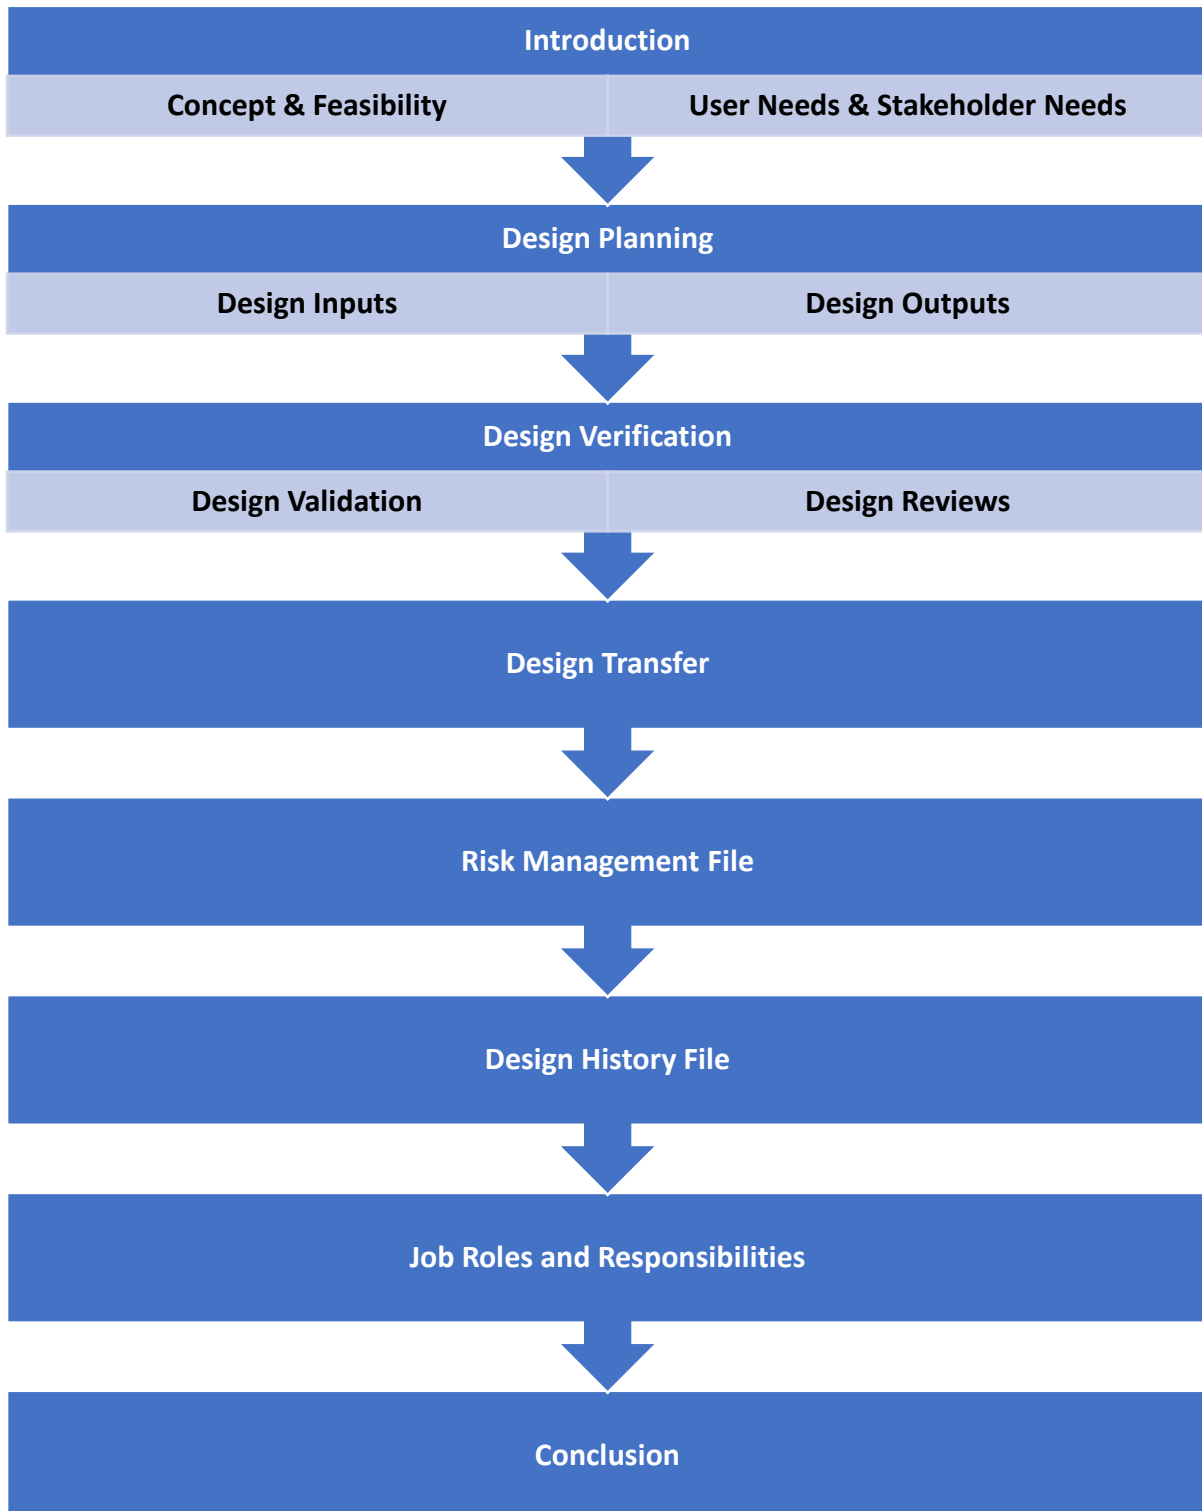 Introduction
Concept & Feasibility
User Needs & Stakeholder Needs
Design Planning
Design Inputs
Design Outputs
Design Verification
Design Validation
Design Reviews
Design Transfer
Risk Management File
Design History File
Job Roles and Responsibilities
Conclusion